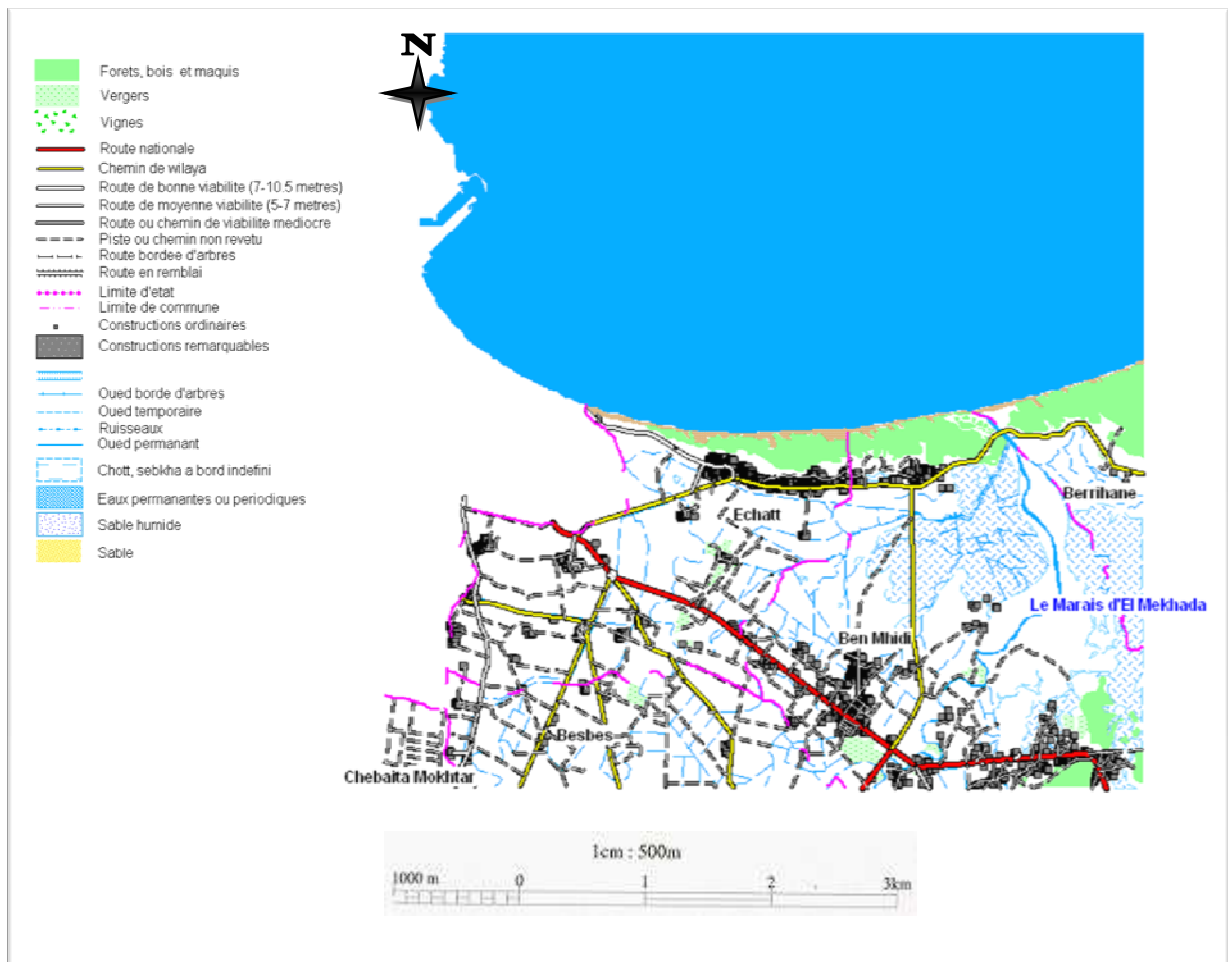 N
Forets, bois et maquis
Vergers
Vignes
Route nationale
Chemin de wilaya
Route de bonne viabilite (7-10.5 metres)
Route de moyenne viabilite (5-7 metres)
Route ou chemin de viabilite mediocre
Piste ou chemin non revetu
Route bordee d'arbres
Route en remblai
Limite d'etat
Limite de commune
Constructions ordinaires
Constructions remarquables
Oued borde d'arbres
Oued temporaire
Ruisseaux
Oued permanant
Chott, sebkha a bord indefini
Eaux permanantes ou periodiques
Sable humide
Sable
Berrihane
Echatt
Le Marais d'El Mekhada
Ben Mhidi
Besbes
Chebaita Mokhtar
1cm : 500m
1000 m 0 1 2 3km